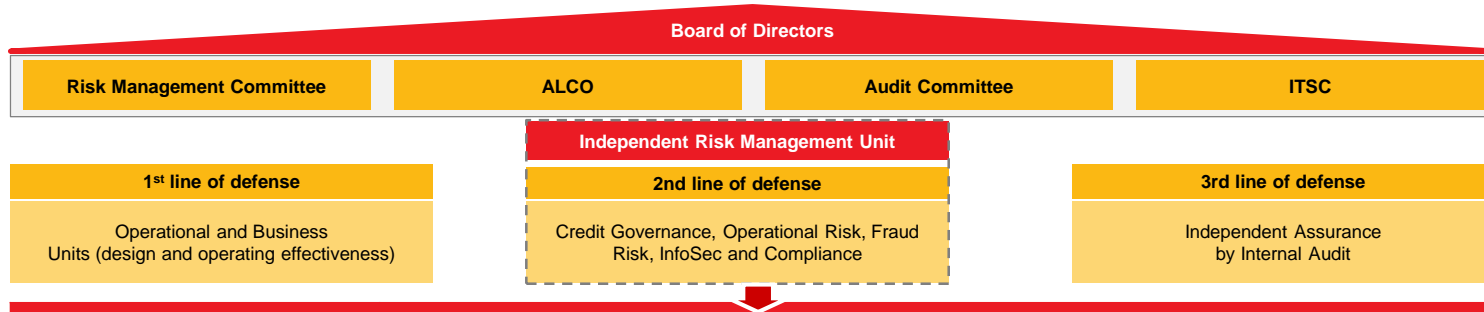 Board of Directors
Risk Management Committee
ALCO
Audit Committee
ITSC
Independent Risk Management Unit
1st line of defense
2nd line of defense
3rd line of defense
Operational and Business
Units (design and operating effectiveness)
Credit Governance, Operational Risk, Fraud
Risk, InfoSec and Compliance
Independent Assurance
by Internal Audit